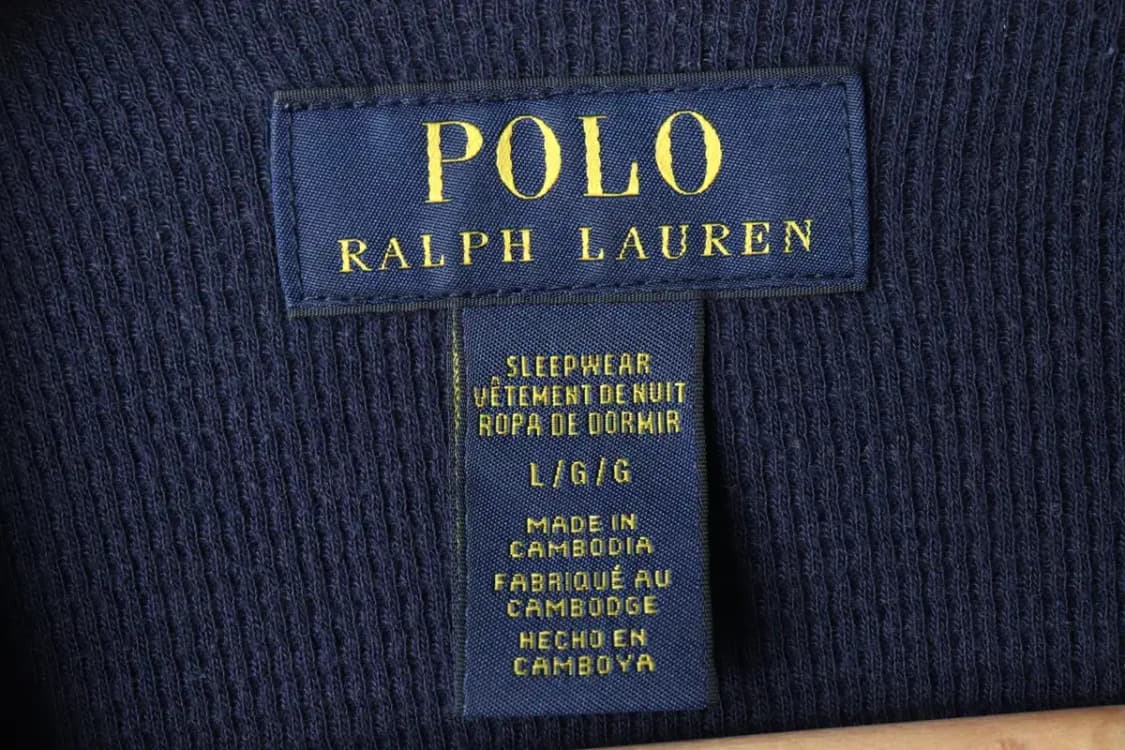 POLO
RALPH LAUREN
SLEEPWEAR
VÊTEMENT DE NUIT
ROPA DE DORMIR
L/G/G
MADE IN
CAMBODIA
FABRIQUÉ AU
CAMBODGE
HECHO EN
CAMBOYA